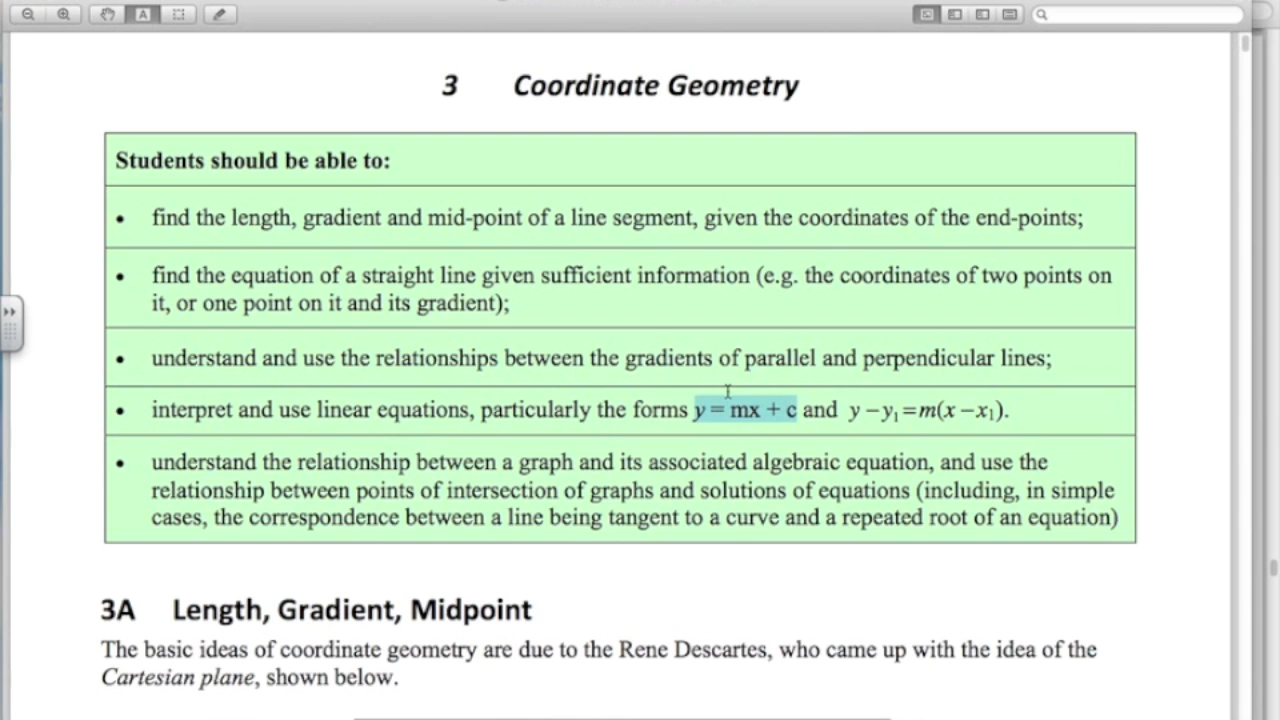 3 Coordinate Geometry
Students should be able to:
• find the length, gradient and mid-point of a line segment, given the coordinates of the end-points;
• find the equation of a straight line given sufficient information (e.g. the coordinates of two points on
it, or one point on it and its gradient);
• understand and use the relationships between the gradients of parallel and perpendicular lines;
• interpret and use linear equations, particularly the forms y = mx + c and y – y₁=m(x – x₁).
• understand the relationship between a graph and its associated algebraic equation, and use the
relationship between points of intersection of graphs and solutions of equations (including, in simple
cases, the correspondence between a line being tangent to a curve and a repeated root of an equation)
3A Length, Gradient, Midpoint
The basic ideas of coordinate geometry are due to the Rene Descartes, who came up with the idea of the
Cartesian plane, shown below.